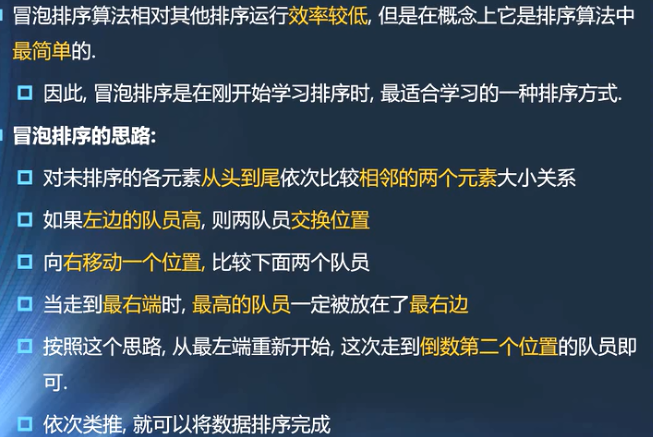 冒泡排序算法相对其他排序运行效率较低, 但是在概念上它是排序算法中
最简单的.
因此, 冒泡排序是在刚开始学习排序时, 最适合学习的一种排序方式.
冒泡排序的思路:
对未排序的各元素从头到尾依次比较相邻的两个元素大小关系
如果左边的队员高, 则两队员交换位置
向右移动一个位置, 比较下面两个队员
当走到最右端时, 最高的队员一定被放在了最右边
按照这个思路, 从最左端重新开始, 这次走到倒数第二个位置的队员即
可.
依次类推, 就可以将数据排序完成